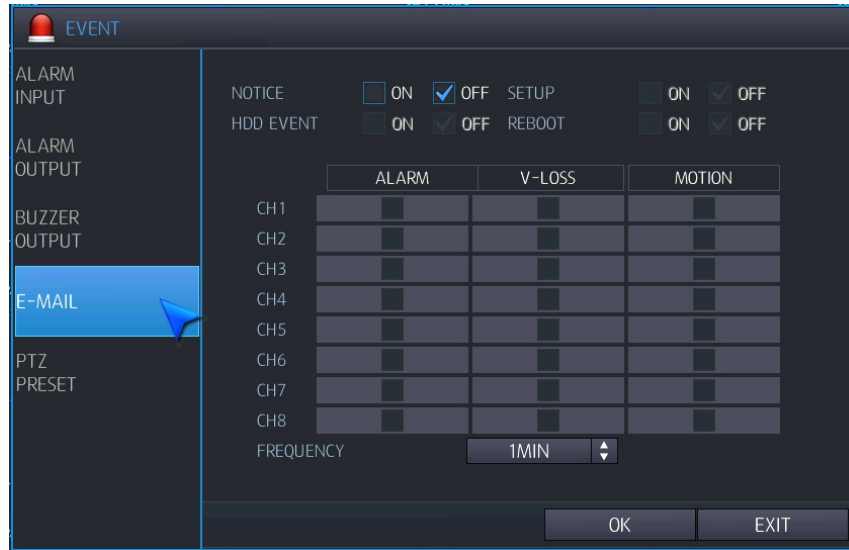 EVENT
ALARM
INPUT
ALARM
OUTPUT
BUZZER
OUTPUT
E-MAIL
PTZ
PRESET
NOTICE ON OFF SETUP ON OFF
HDD EVENT ON OFF REBOOT ON OFF
ALARM V-LOSS MOTION
CH1
CH2
CH3
CH4
CH5
CH6
CH7
CH8
FREQUENCY 1MIN
OK EXIT